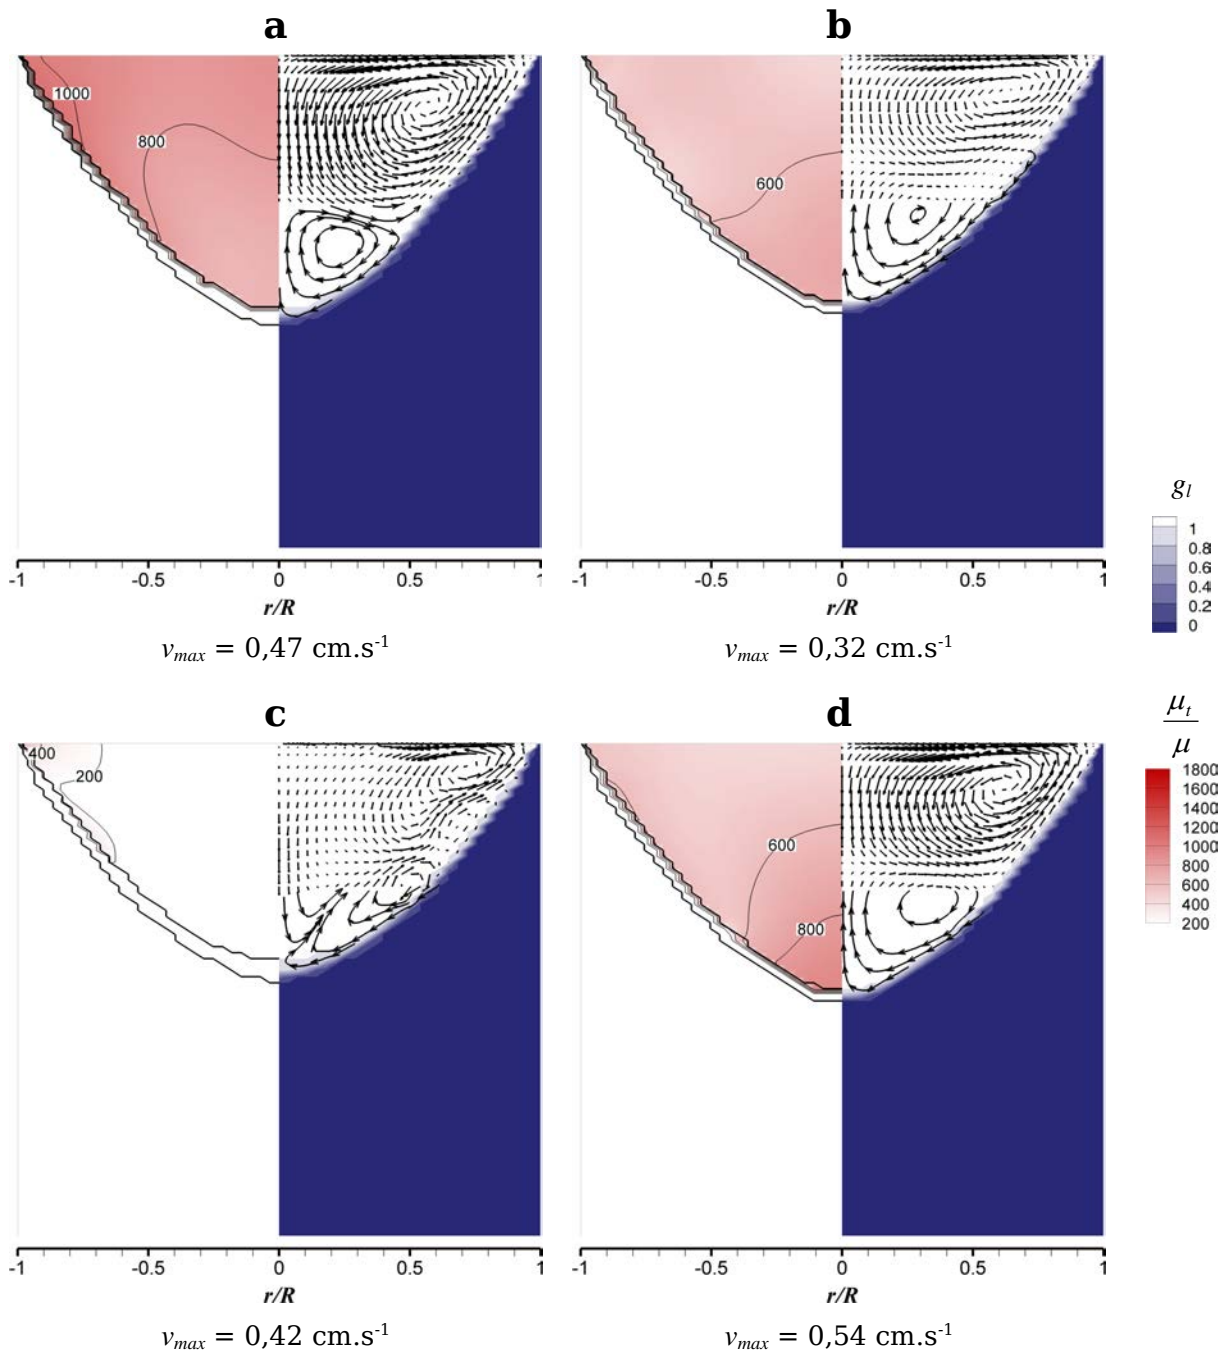 a
b
1000
800
600
-1 -0.5 0 0.5 1
r/R
v_max = 0,47 cm.s⁻¹
-1 -0.5 0 0.5 1
r/R
v_max = 0,32 cm.s⁻¹
g_l
1
0.8
0.6
0.4
0.2
0
c
d
400
200
600
800
-1 -0.5 0 0.5 1
r/R
v_max = 0,42 cm.s⁻¹
-1 -0.5 0 0.5 1
r/R
v_max = 0,54 cm.s⁻¹
μ_t
μ
1800
1600
1400
1200
1000
800
600
400
200